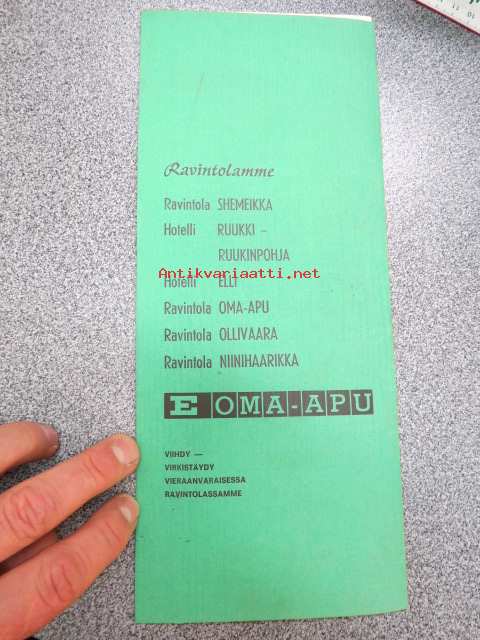 Ravintolamme
Ravintola SHEMEIKKA
Hotelli RUUKKI –
RUUKINPOHJA
Antikvariaatti.net
Hotelli ELLI
Ravintola OMA-APU
Ravintola OLLIVAARA
Ravintola NIINIHAARIKKA
E OMA-APU
VIIHDY —
VIRKISTÄYDY
VIERAANVARAISESSA
RAVINTOLASSAMME